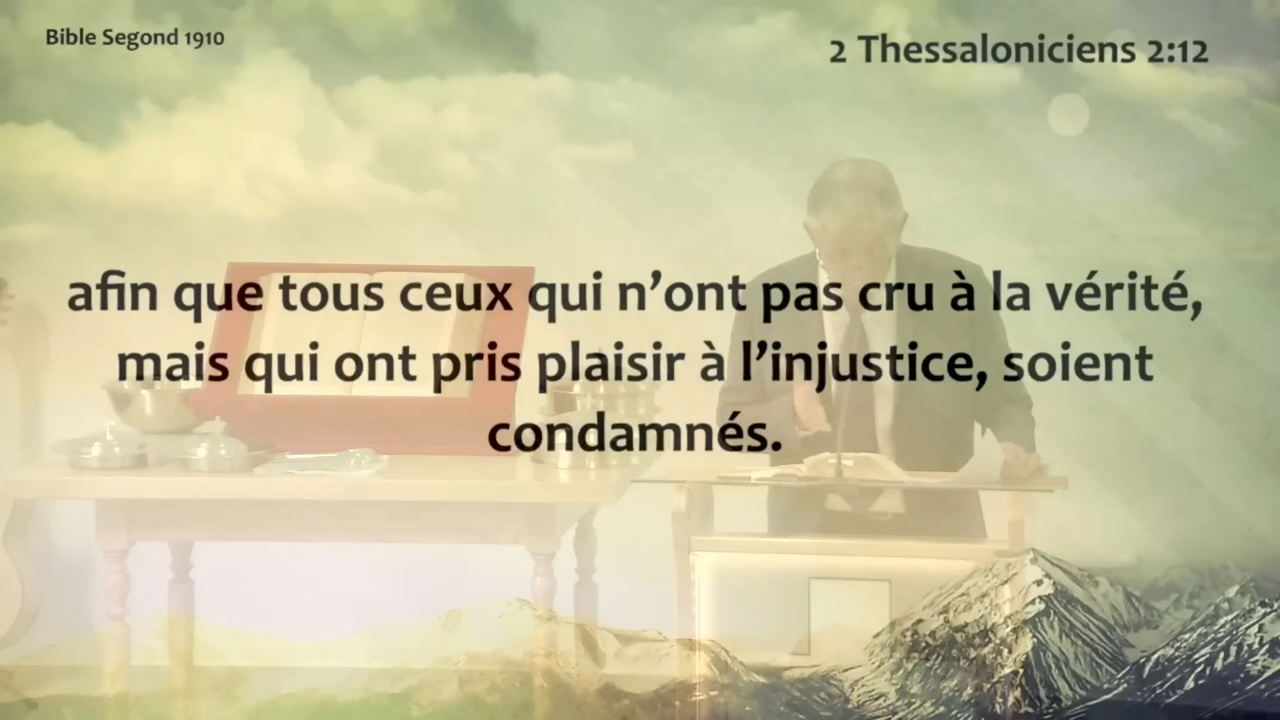 Bible Segond 1910
2 Thessaloniciens 2:12
afin que tous ceux qui n’ont pas cru à la vérité,
mais qui ont pris plaisir à l’injustice, soient
condamnés.